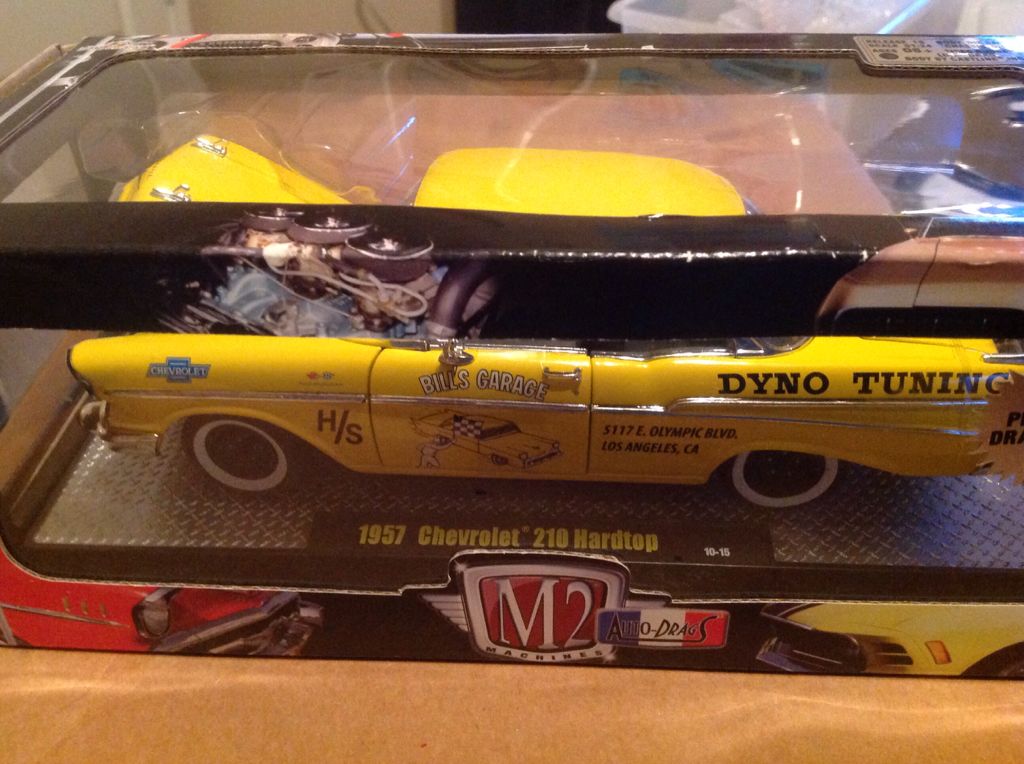 CHEVROLET
H/S
BILL'S GARAGE
5117 E. OLYMPIC BLVD.
LOS ANGELES, CA
DYNO TUNING
1957 Chevrolet® 210 Hardtop
10-15
M2
MACHINES
AUTO-DRAGS